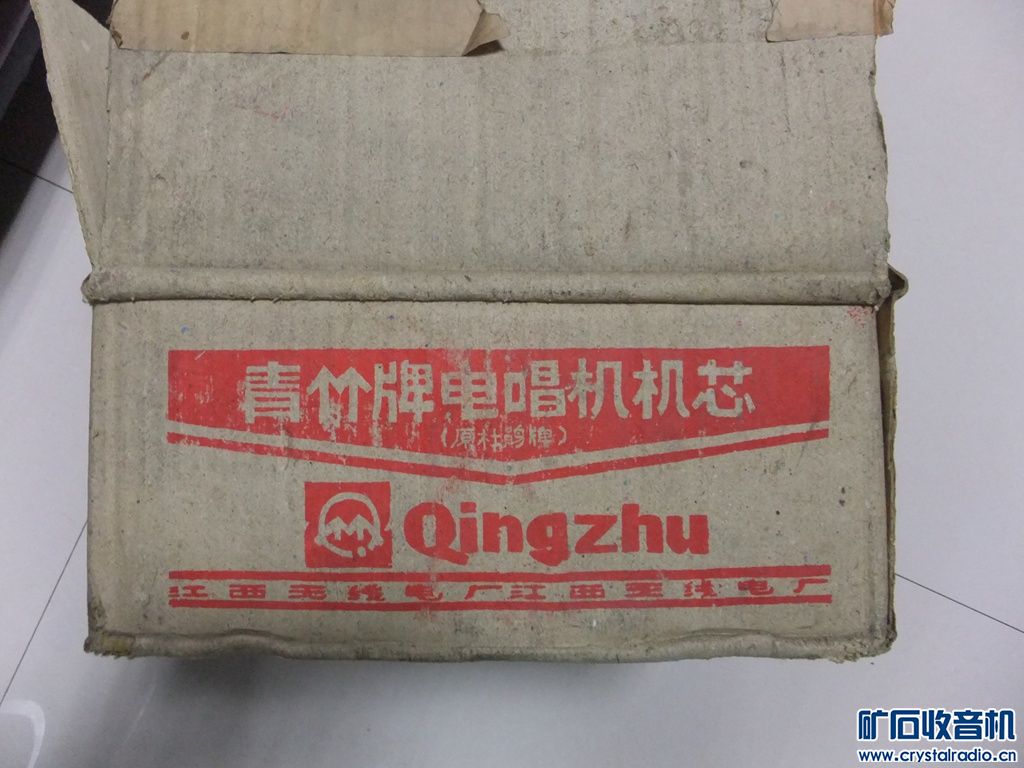 青竹牌电唱机机芯
(原杜鹃牌)
Qingzhu
江西无线电厂江西无线电厂
矿石收音机
www.crystalradio.cn